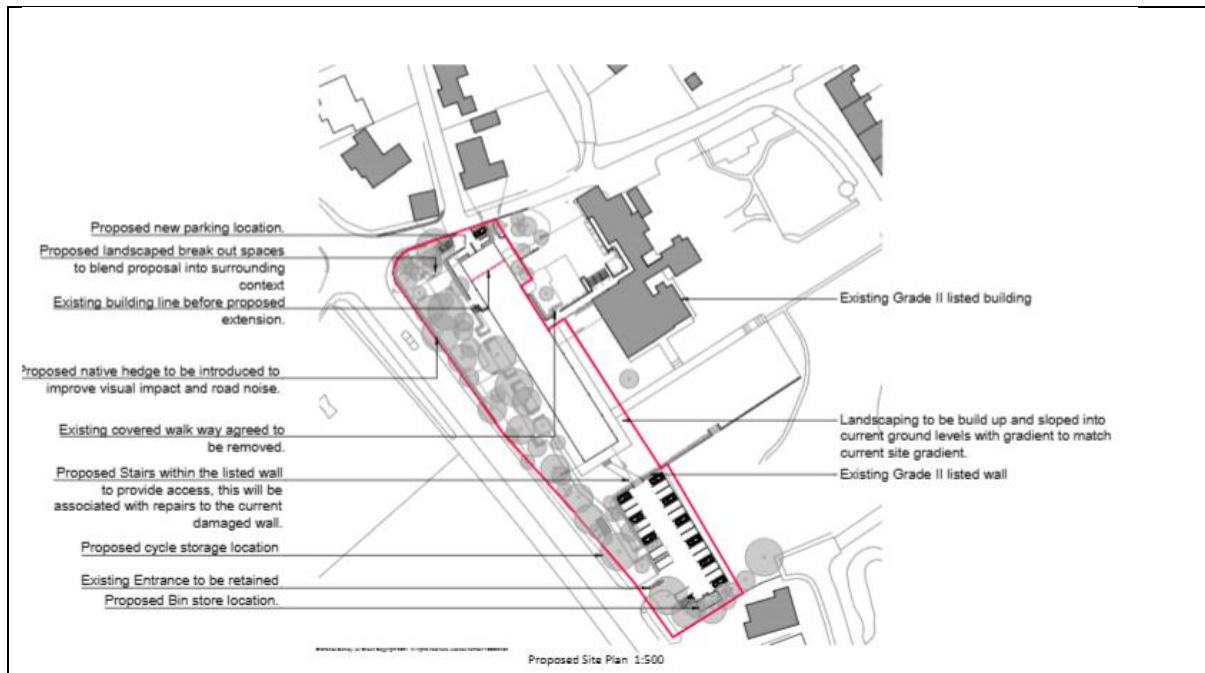 Proposed new parking location.
Proposed landscaped break out spaces
to blend proposal into surrounding
context
Existing building line before proposed
extension.
Proposed native hedge to be introduced to
improve visual impact and road noise.
Existing covered walk way agreed to
be removed.
Proposed Stairs within the listed wall
to provide access, this will be
associated with repairs to the current
damaged wall.
Proposed cycle storage location
Existing Entrance to be retained
Proposed Bin store location.
Existing Grade II listed building
Landscaping to be build up and sloped into
current ground levels with gradient to match
current site gradient.
Existing Grade II listed wall
Proposed Site Plan 1:500